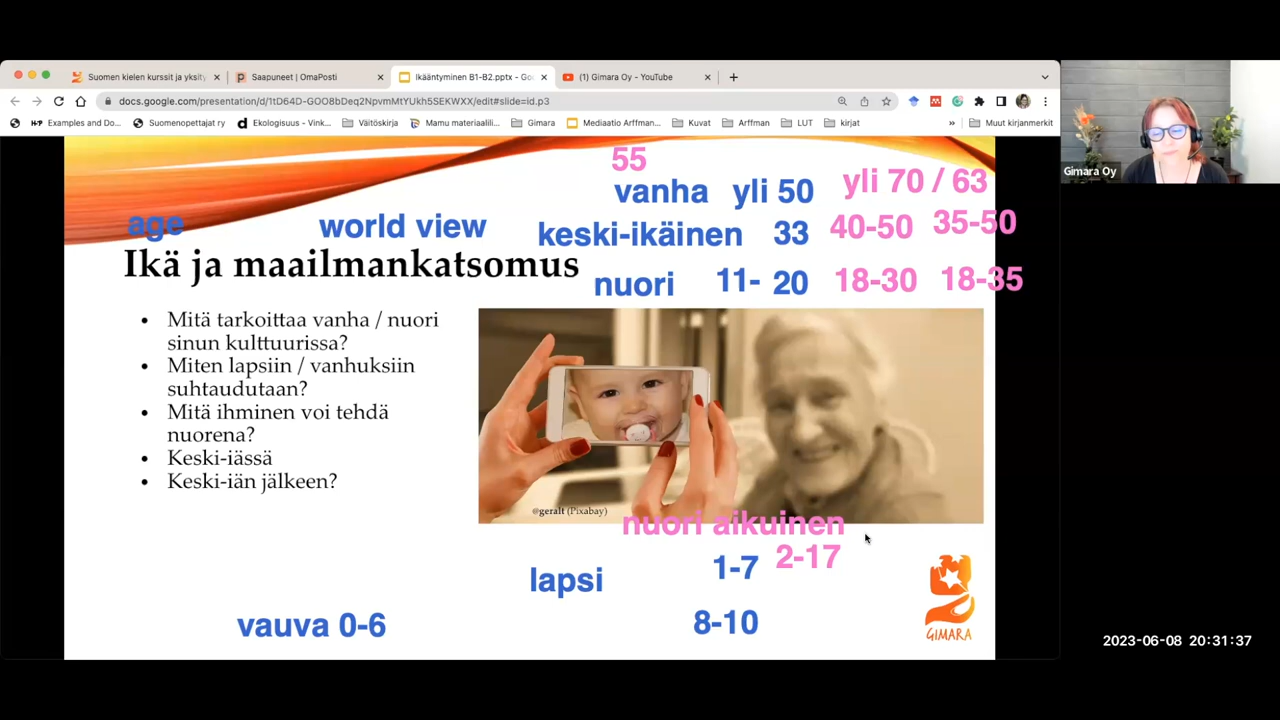 Suomen kielen kurssit ja yksity
Saapuneet | OmaPosti
Ikääntyminen B1-B2.pptx - Goo
(1) Gimara Oy - YouTube
docs.google.com/presentation/d/1tD64D-GOO8bDeq2NpvmMtYUkh5SEKWXX/edit#slide=id.p3
Examples and Do...
Suomenopettajat ry
Ekologisuus - Vink...
Väitöskirja
Mamu materiaalili...
Gimara
Mediaatio Arffman...
Kuvat
Arffman
LUT
kirjat
»
Muut kirjanmerkit
Gimara Oy
55
vanha yli 50 yli 70 / 63
age world view
keski-ikäinen 33 40-50 35-50
Ikä ja maailmankatsomus
nuori 11- 20 18-30 18-35
• Mitä tarkoittaa vanha / nuori
sinun kulttuurissa?
• Miten lapsiin / vanhuksiin
suhtaudutaan?
• Mitä ihminen voi tehdä
nuorena?
• Keski-iässä
• Keski-iän jälkeen?
@geralt (Pixabay)
nuori aikuinen
2-17
lapsi 1-7
vauva 0-6 8-10
GIMARA
2023-06-08 20:31:37